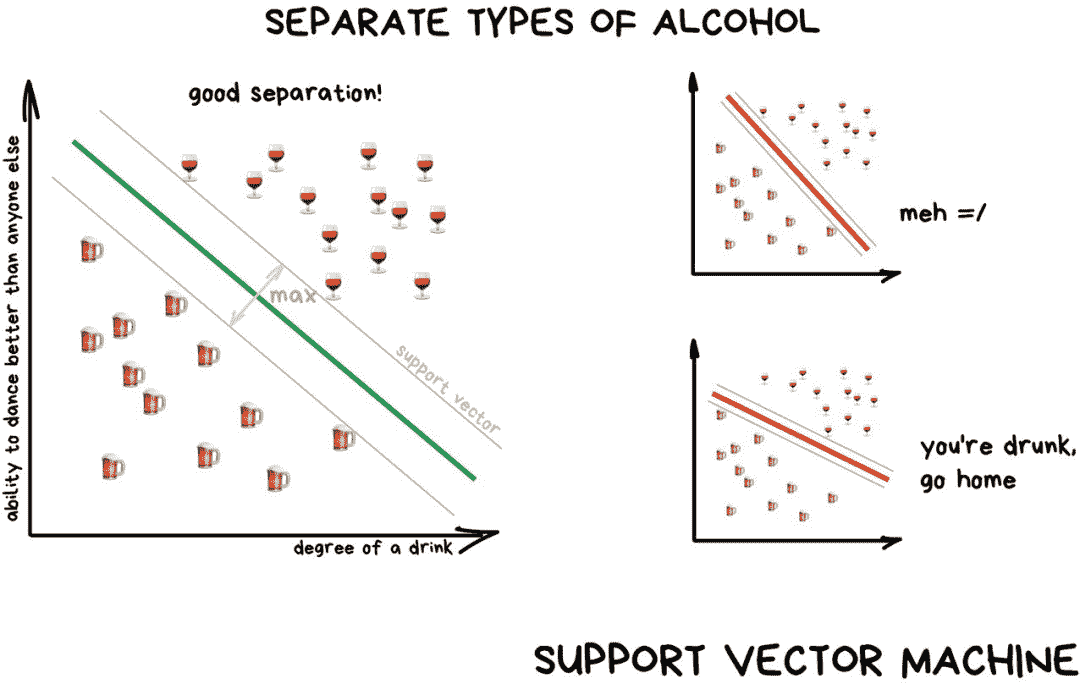 SEPARATE TYPES OF ALCOHOL
good separation!
ability to dance better than anyone else
max
support vector
degree of a drink
meh =/
you're drunk,
go home
SUPPORT VECTOR MACHINE